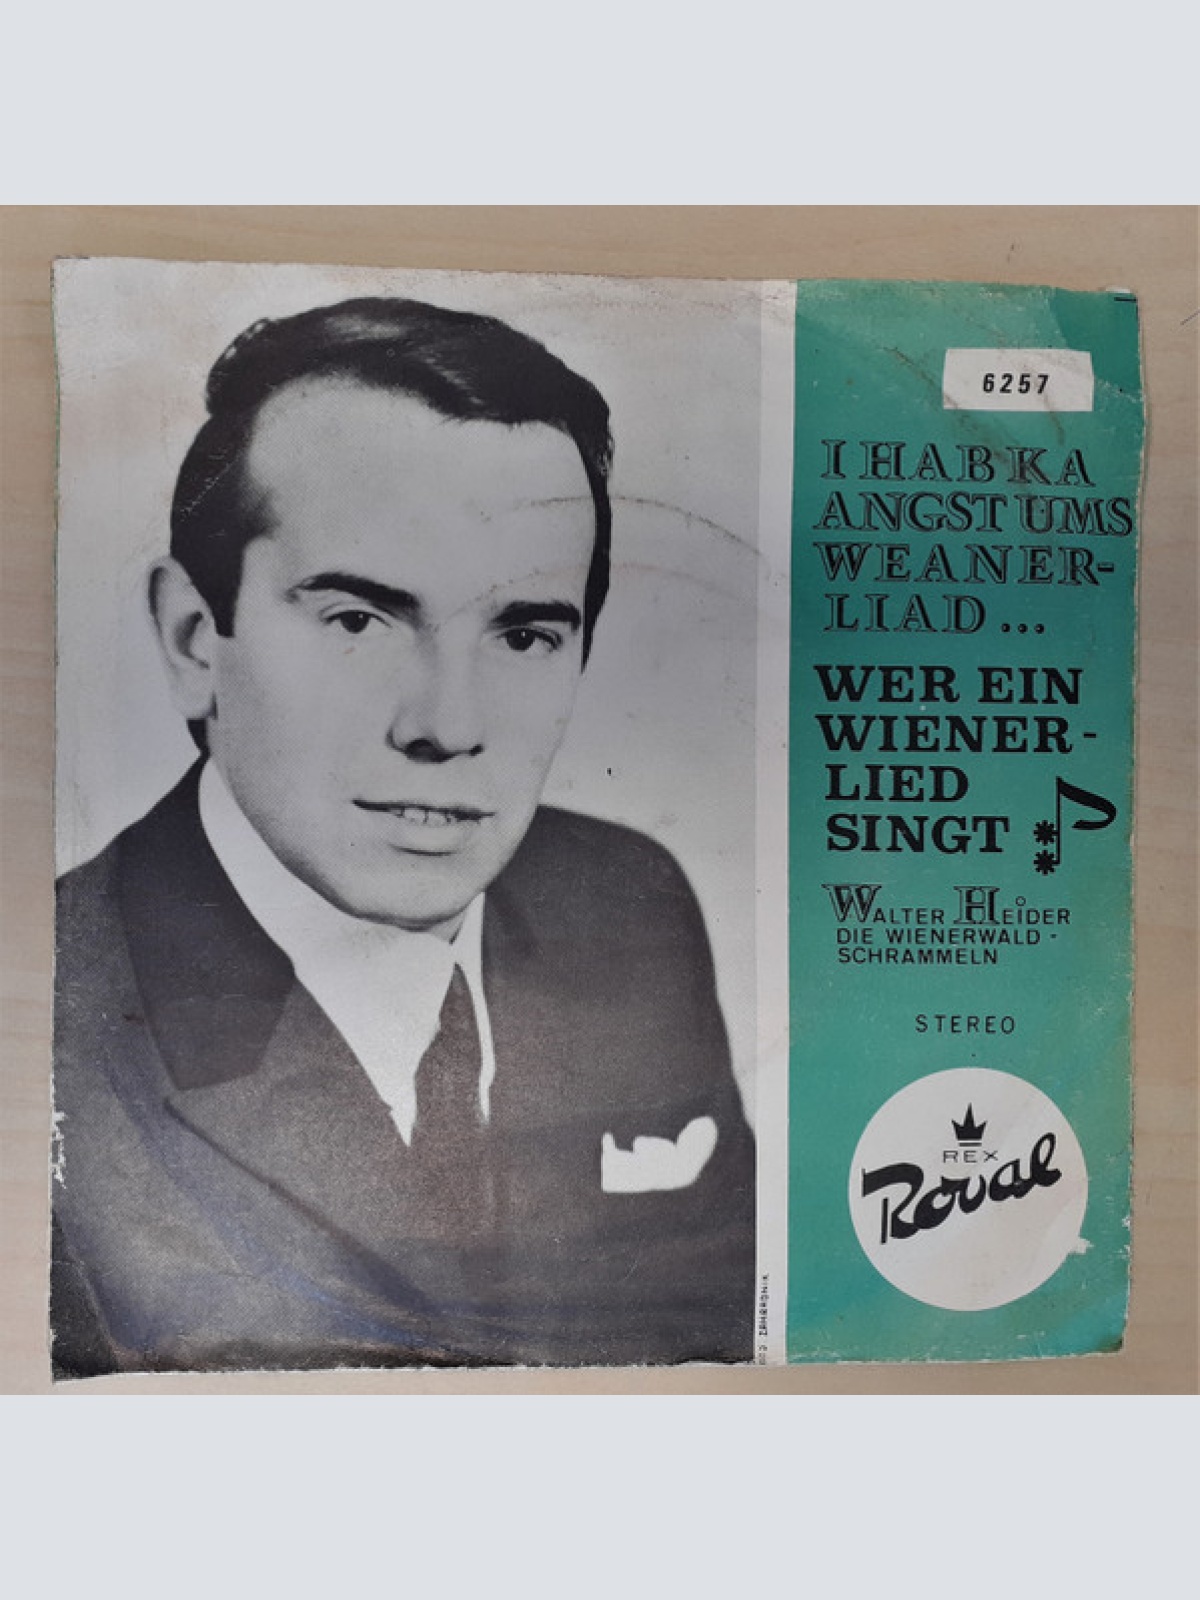 6257
I HAB KA
ANGST UMS
WEANER-
LIAD...
WER EIN
WIENER-
LIED
SINGT
WALTER HEIDER
DIE WIENERWALD-
SCHRAMMELN
STEREO
REX
Royal